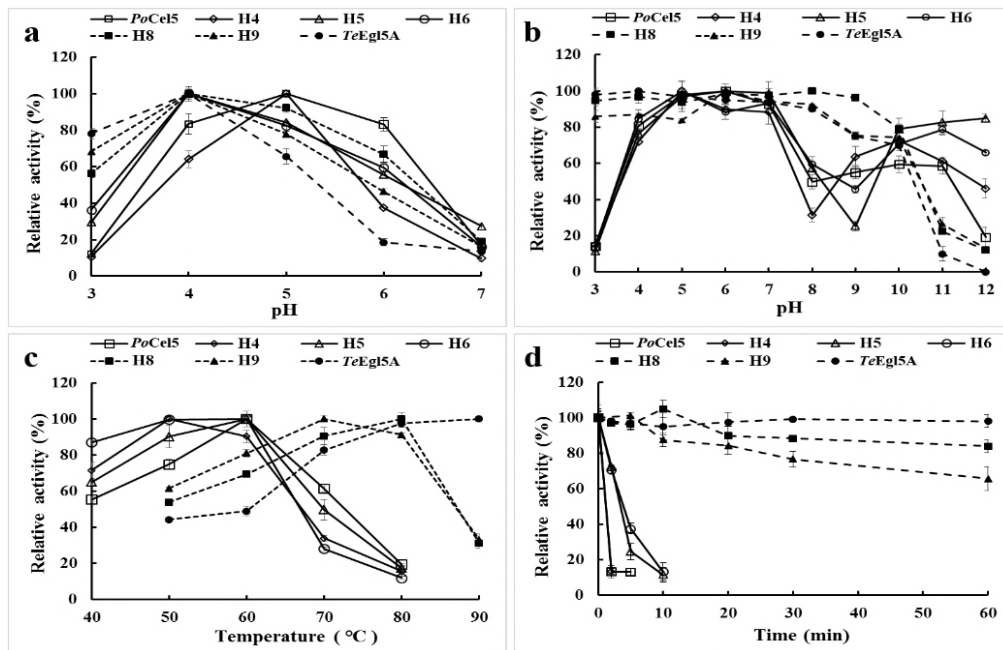 a
PoCel5 H4 H5 H6
H8 H9 TeEgl5A
Relative activity (%)
120
100
80
60
40
20
0
3 4 5 6 7
pH
b
PoCel5 H4 H5 H6
H8 H9 TeEgl5A
Relative activity (%)
120
100
80
60
40
20
0
3 4 5 6 7 8 9 10 11 12
pH
c
PoCel5 H4 H5 H6
H8 H9 TeEgl5A
Relative activity (%)
120
100
80
60
40
20
0
40 50 60 70 80 90
Temperature ( °C)
d
PoCel5 H4 H5 H6
H8 H9 TeEgl5A
Relative activity (%)
120
100
80
60
40
20
0
0 10 20 30 40 50 60
Time (min)